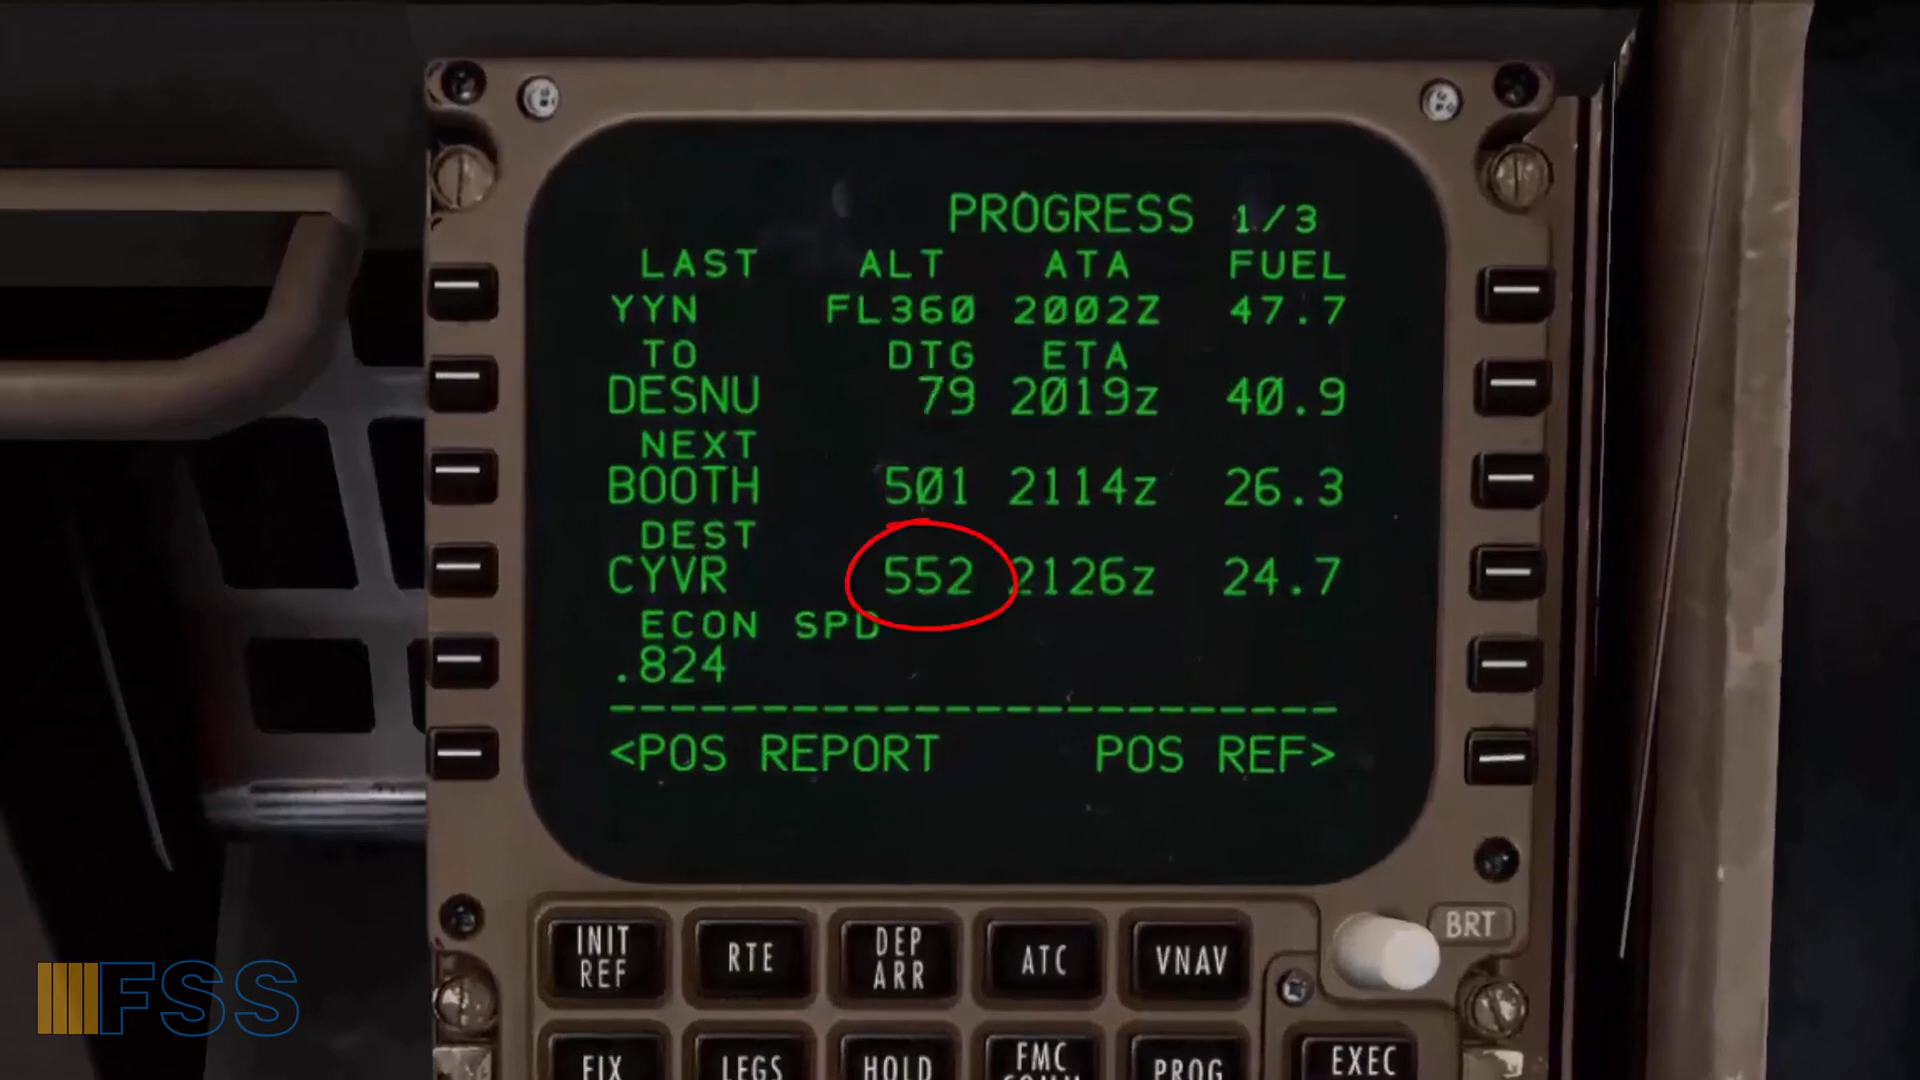 PROGRESS 1/3
LAST ALT ATA FUEL
YYN FL360 2002Z 47.7
TO DTG ETA
DESNU 79 2019z 40.9
NEXT
BOOTH 501 2114z 26.3
DEST
CYVR 552 2126z 24.7
ECON SPD
.824
------------------------
<POS REPORT POS REF>
BRT
INIT REF
RTE
DEP ARR
ATC
VNAV
FIX
LEGS
HOLD
FMC COMM
PROG
EXEC
FSS